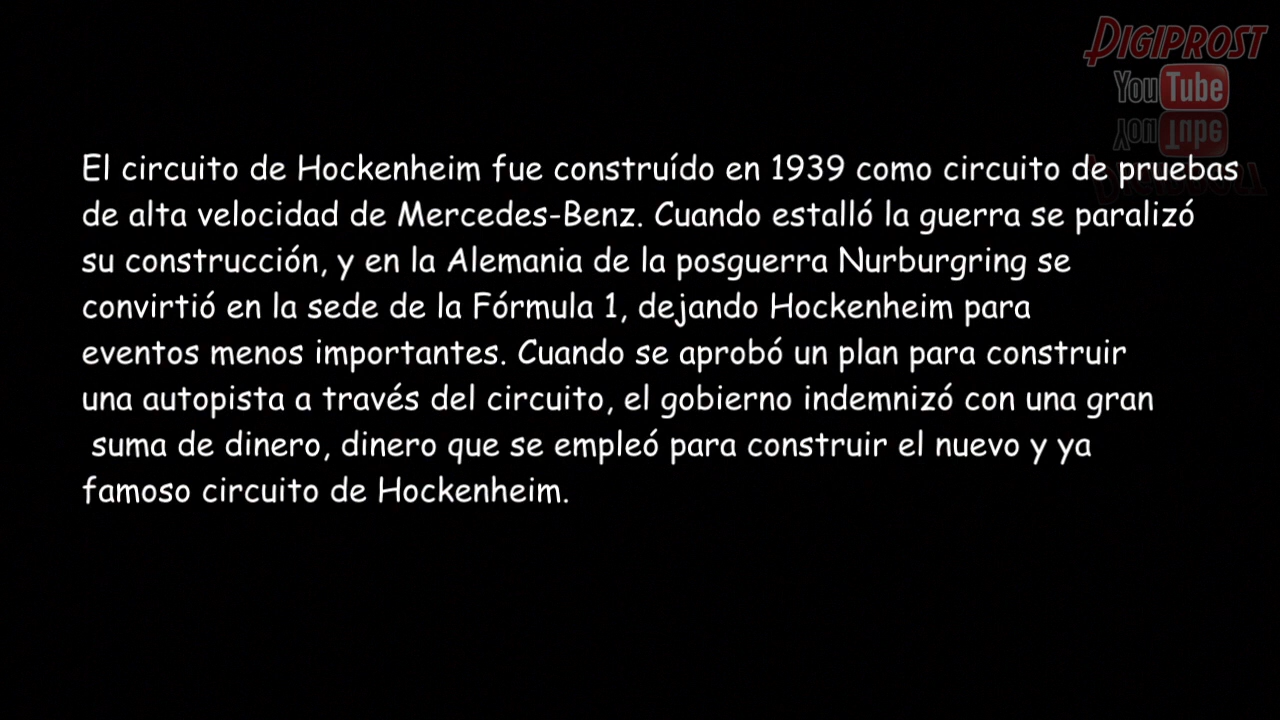 DIGIPROST
YouTube
El circuito de Hockenheim fue construído en 1939 como circuito de pruebas
de alta velocidad de Mercedes-Benz. Cuando estalló la guerra se paralizó
su construcción, y en la Alemania de la posguerra Nurburgring se
convirtió en la sede de la Fórmula 1, dejando Hockenheim para
eventos menos importantes. Cuando se aprobó un plan para construir
una autopista a través del circuito, el gobierno indemnizó con una gran
suma de dinero, dinero que se empleó para construir el nuevo y ya
famoso circuito de Hockenheim.